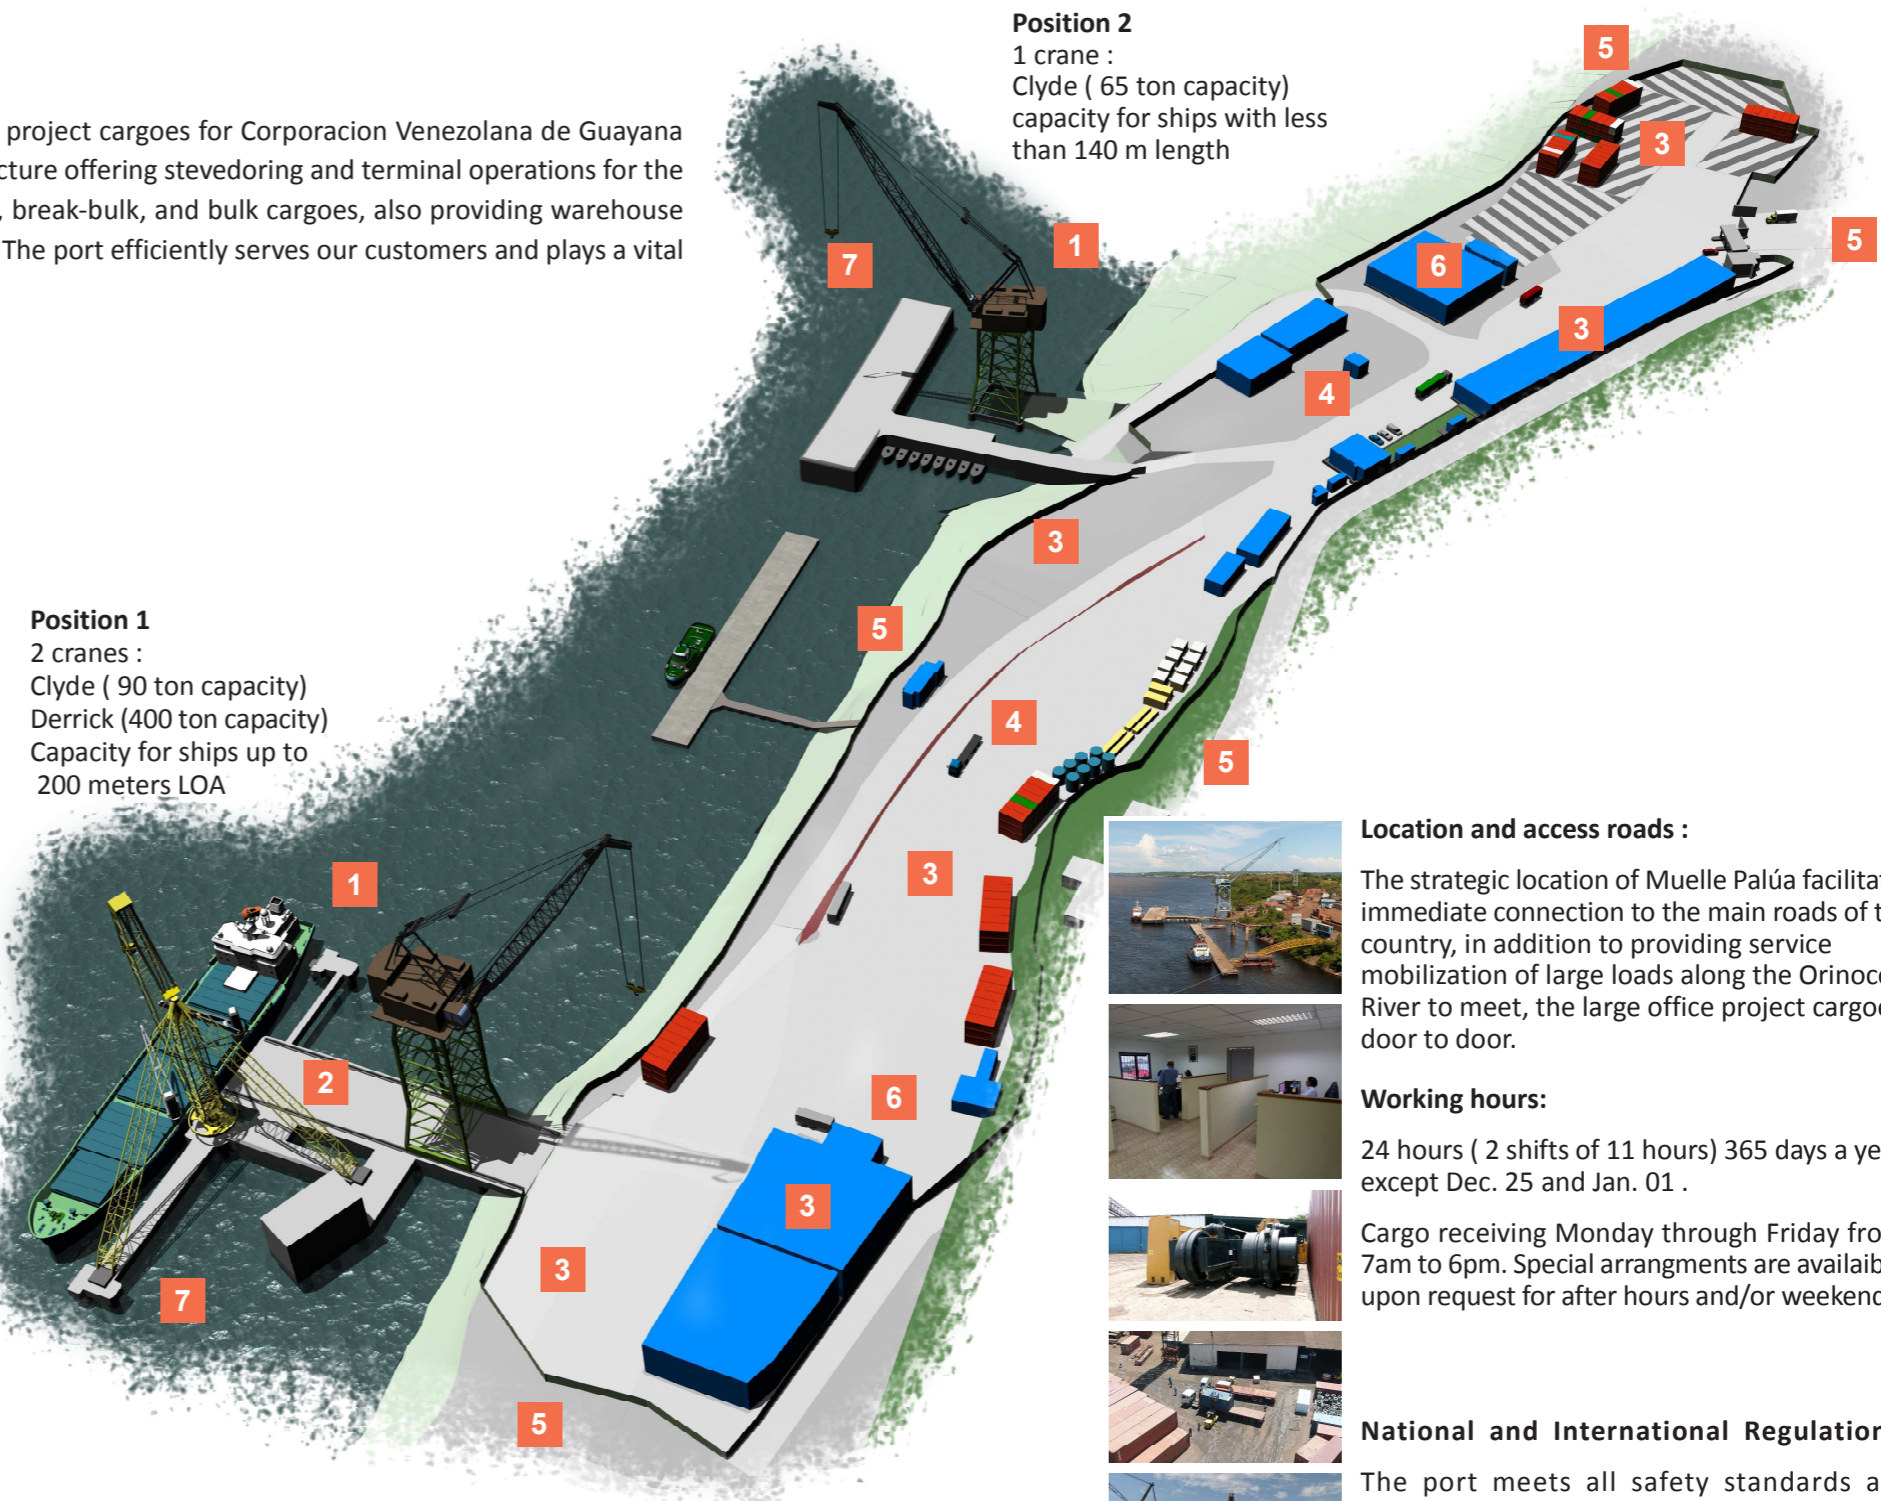 project cargoes for Corporacion Venezolana de Guayana
cture offering stevedoring and terminal operations for the
, break-bulk, and bulk cargoes, also providing warehouse
The port efficiently serves our customers and plays a vital
Position 2
1 crane :
Clyde ( 65 ton capacity)
capacity for ships with less
than 140 m length
5
3
5
1
7
6
3
4
3
5
Position 1
2 cranes :
Clyde ( 90 ton capacity)
Derrick (400 ton capacity)
Capacity for ships up to
200 meters LOA
4
5
3
1
2
6
3
3
7
5
Location and access roads :
The strategic location of Muelle Palúa facilitat
immediate connection to the main roads of t
country, in addition to providing service
mobilization of large loads along the Orinoc
River to meet, the large office project cargo
door to door.
Working hours:
24 hours ( 2 shifts of 11 hours) 365 days a ye
except Dec. 25 and Jan. 01 .
Cargo receiving Monday through Friday fro
7am to 6pm. Special arrangments are availaib
upon request for after hours and/or weekend
National and International Regulation
The port meets all safety standards a